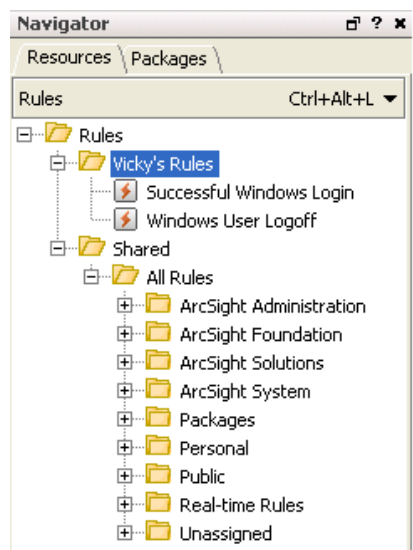 Navigator ?
Resources Packages
Rules Ctrl+Alt+L
Rules
Vicky's Rules
Successful Windows Login
Windows User Logoff
Shared
All Rules
ArcSight Administration
ArcSight Foundation
ArcSight Solutions
ArcSight System
Packages
Personal
Public
Real-time Rules
Unassigned